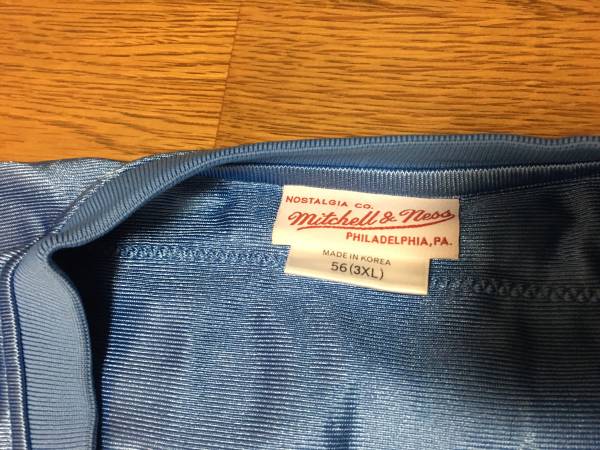 NOSTALGIA CO.
Mitchell & Ness
PHILADELPHIA, PA.
MADE IN KOREA
56 (3XL)